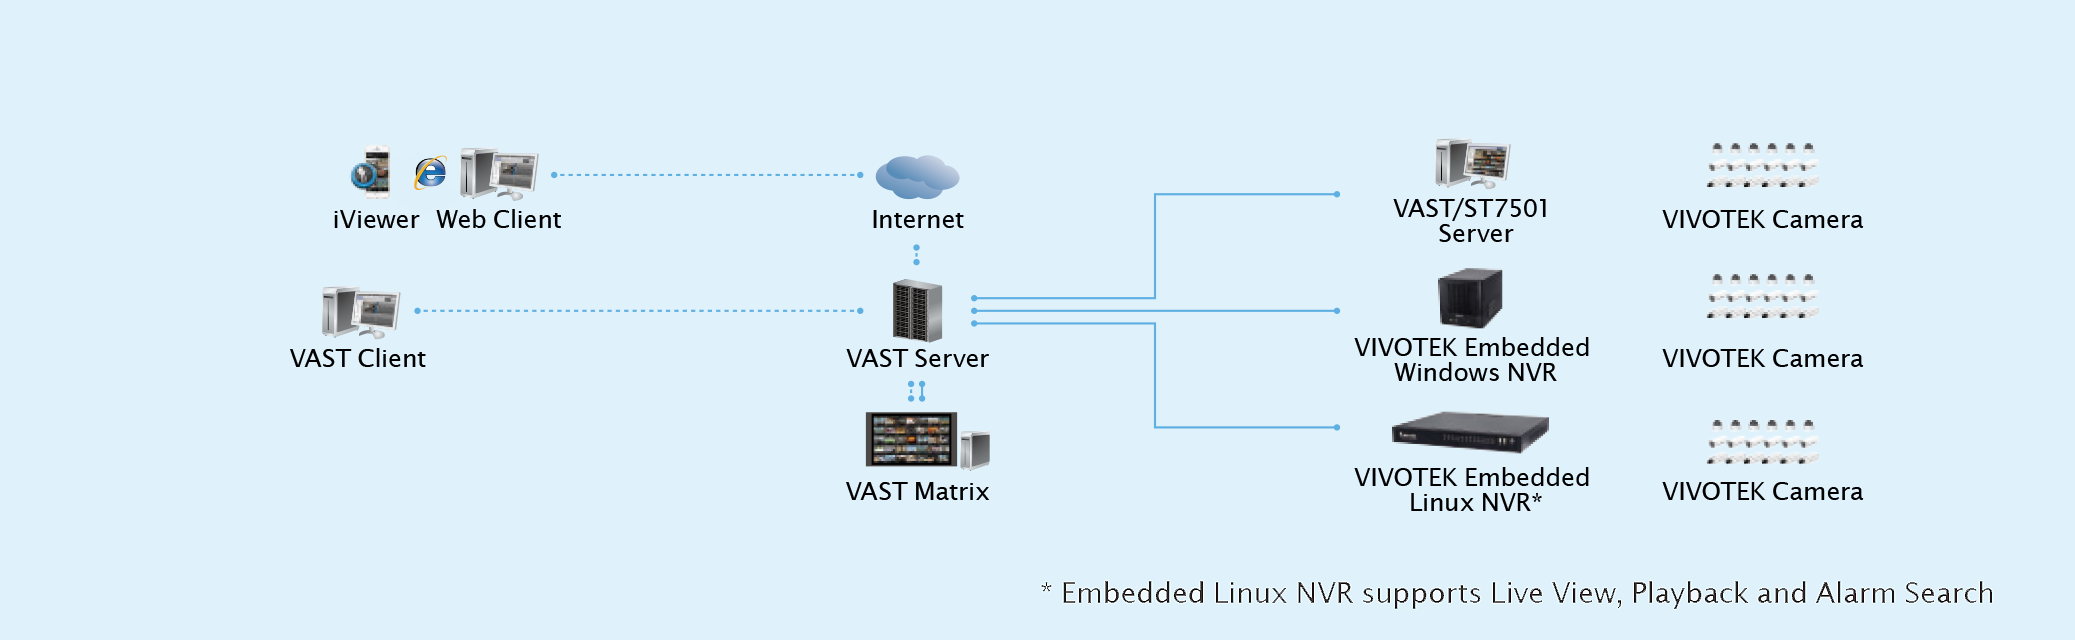 iViewer
Web Client
Internet
VAST/ST7501
Server
VIVOTEK Camera
VAST Client
VAST Server
VIVOTEK Embedded
Windows NVR
VIVOTEK Camera
VAST Matrix
VIVOTEK Embedded
Linux NVR*
VIVOTEK Camera
* Embedded Linux NVR supports Live View, Playback and Alarm Search